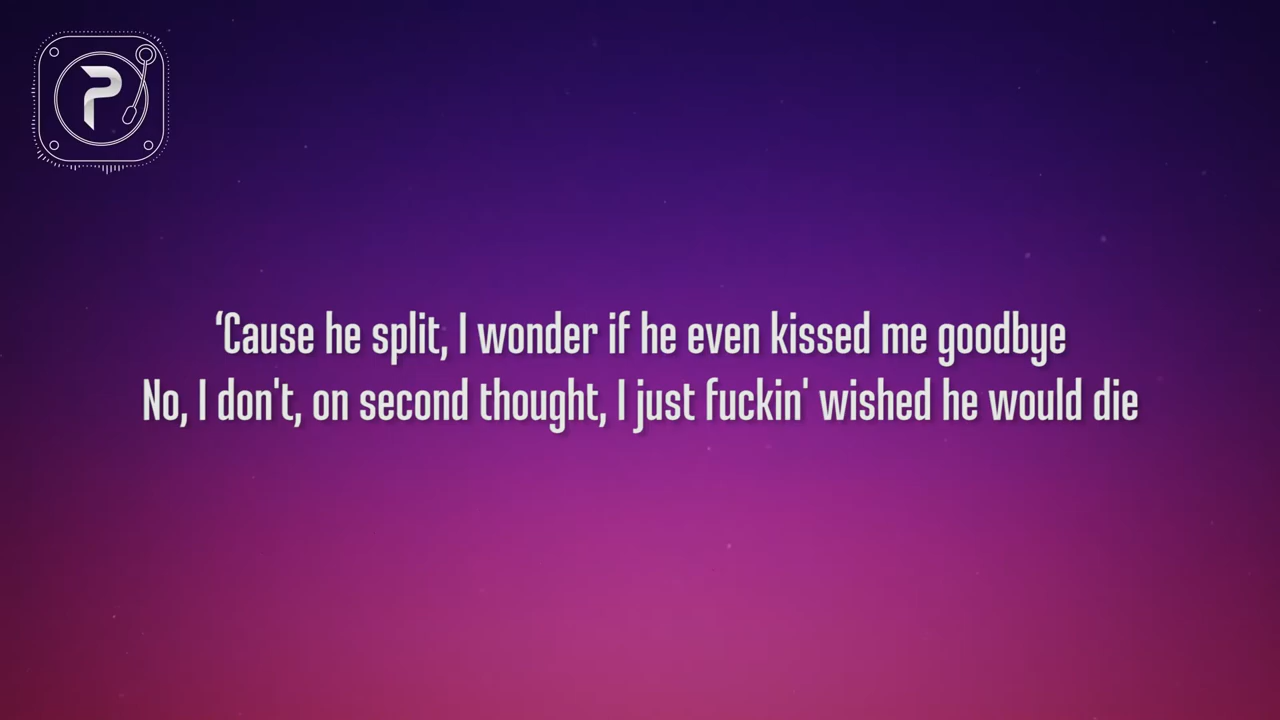 ‘Cause he split, I wonder if he even kissed me goodbye
No, I don't, on second thought, I just fuckin' wished he would die